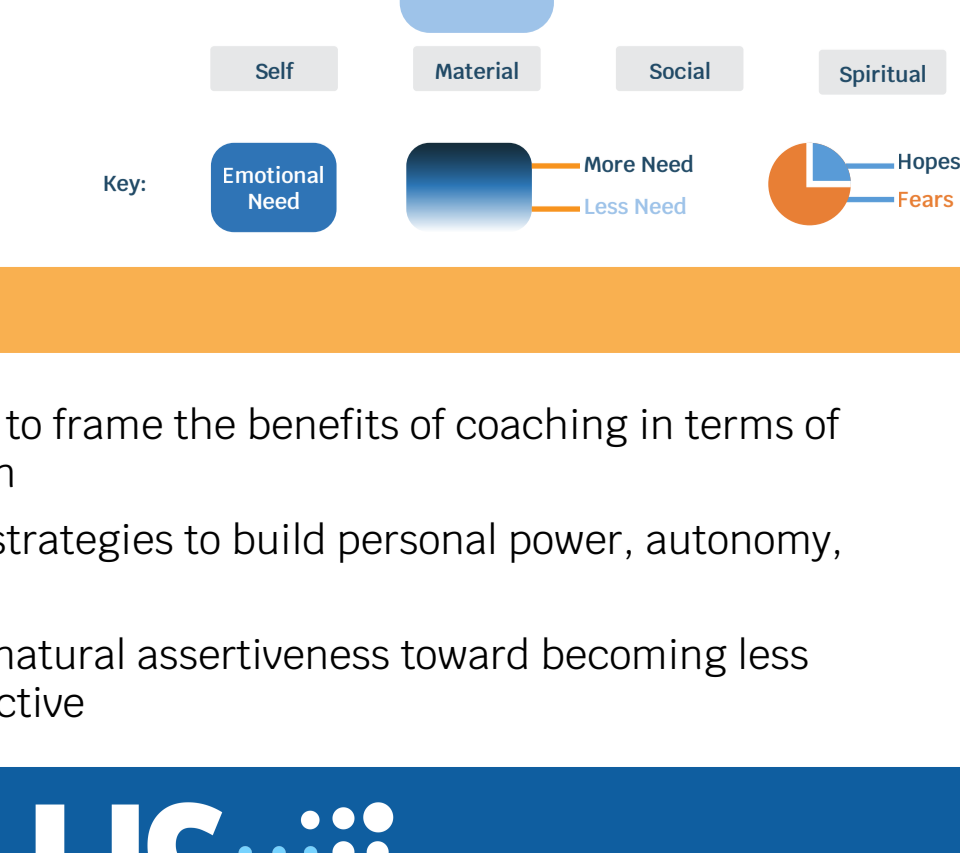 Self Material Social Spiritual
Key: Emotional Need More Need Less Need Hopes Fears
to frame the benefits of coaching in terms of
strategies to build personal power, autonomy,
natural assertiveness toward becoming less